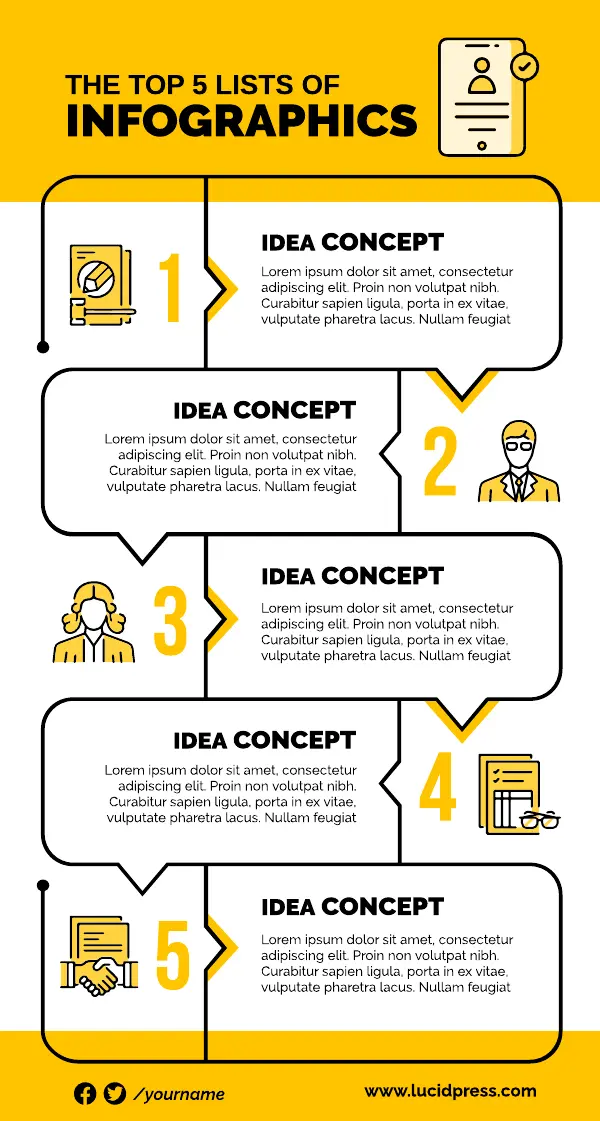 THE TOP 5 LISTS OF
INFOGRAPHICS
1
IDEA CONCEPT
Lorem ipsum dolor sit amet, consectetur
adipiscing elit. Proin non volutpat nibh.
Curabitur sapien ligula, porta in ex vitae,
vulputate pharetra lacus. Nullam feugiat
IDEA CONCEPT
Lorem ipsum dolor sit amet, consectetur
adipiscing elit. Proin non volutpat nibh.
Curabitur sapien ligula, porta in ex vitae,
vulputate pharetra lacus. Nullam feugiat
2
3
IDEA CONCEPT
Lorem ipsum dolor sit amet, consectetur
adipiscing elit. Proin non volutpat nibh.
Curabitur sapien ligula, porta in ex vitae,
vulputate pharetra lacus. Nullam feugiat
IDEA CONCEPT
Lorem ipsum dolor sit amet, consectetur
adipiscing elit. Proin non volutpat nibh.
Curabitur sapien ligula, porta in ex vitae,
vulputate pharetra lacus. Nullam feugiat
4
5
IDEA CONCEPT
Lorem ipsum dolor sit amet, consectetur
adipiscing elit. Proin non volutpat nibh.
Curabitur sapien ligula, porta in ex vitae,
vulputate pharetra lacus. Nullam feugiat
/yourname
www.lucidpress.com